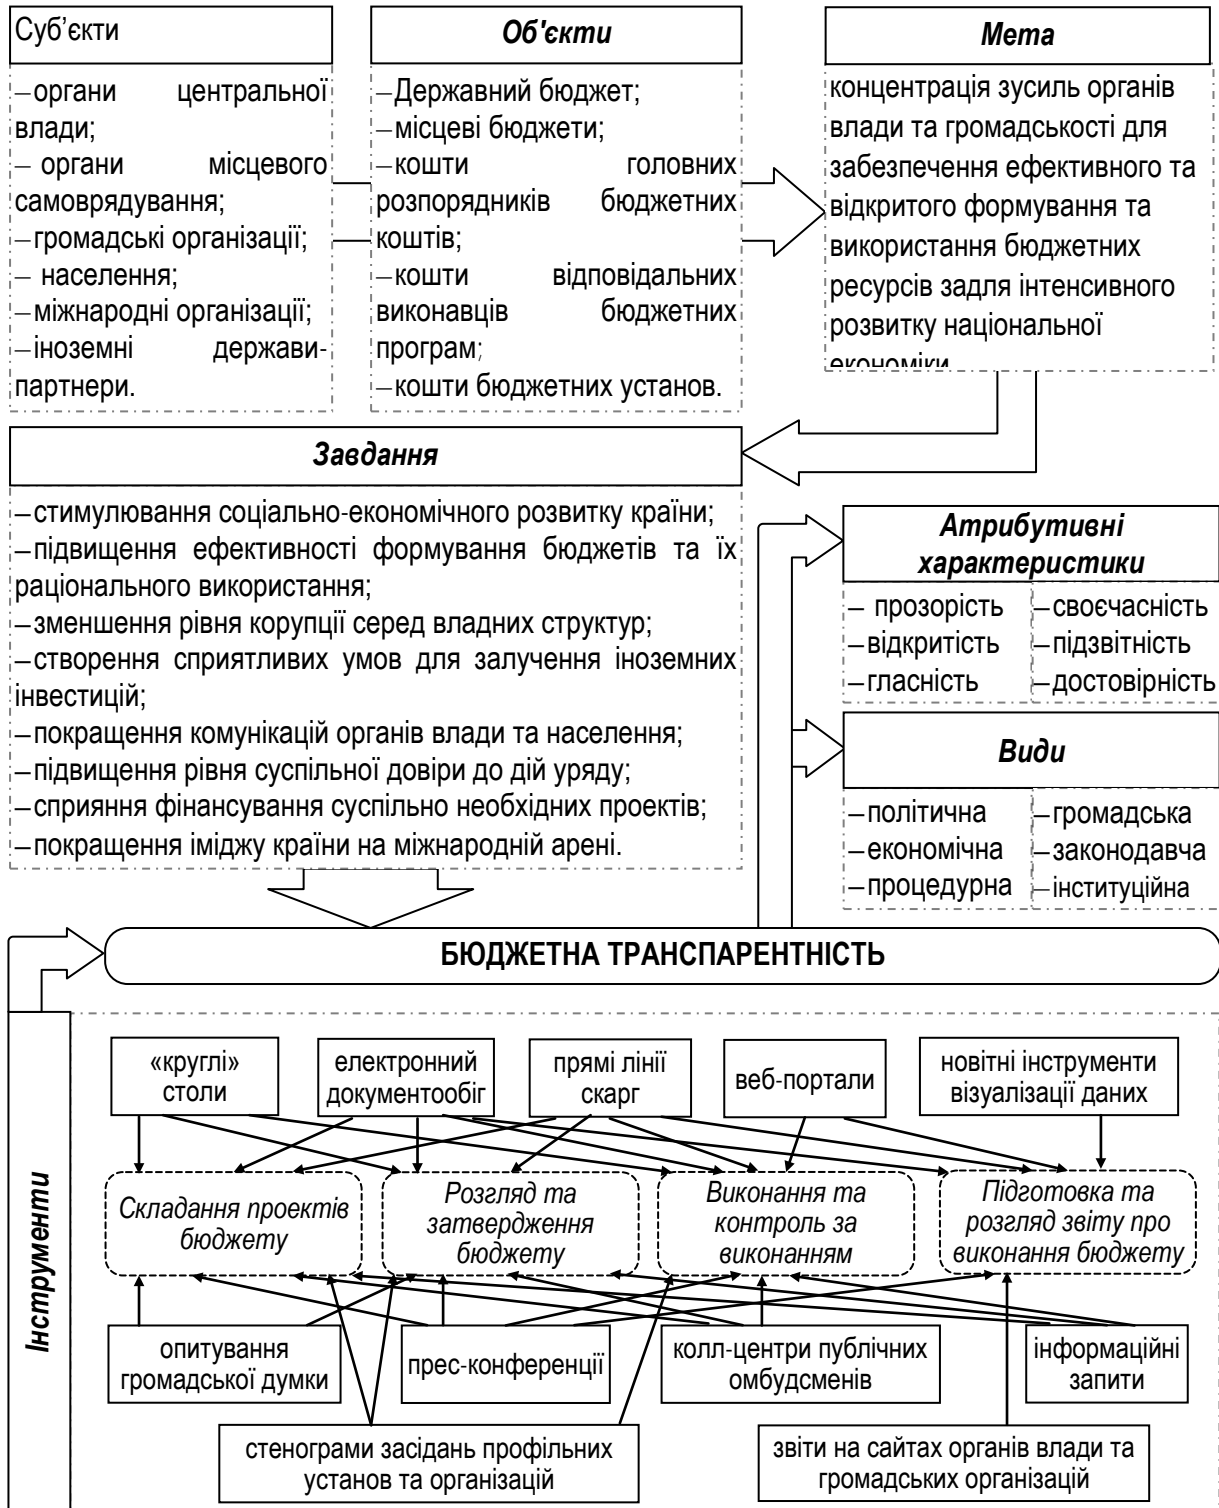 Суб’єкти
–органи центральної
влади;
– органи місцевого
самоврядування;
–громадські організації;
– населення;
–міжнародні організації;
–іноземні держави-
партнери.
Об'єкти
–Державний бюджет;
–місцеві бюджети;
–кошти головних
розпорядників бюджетних
коштів;
–кошти відповідальних
виконавців бюджетних
програм;
–кошти бюджетних установ.
Мета
концентрація зусиль органів
влади та громадськості для
забезпечення ефективного та
відкритого формування та
використання бюджетних
ресурсів задля інтенсивного
розвитку національної
економіки
Завдання
–стимулювання соціально-економічного розвитку країни;
–підвищення ефективності формування бюджетів та їх
раціонального використання;
–зменшення рівня корупції серед владних структур;
–створення сприятливих умов для залучення іноземних
інвестицій;
–покращення комунікацій органів влади та населення;
–підвищення рівня суспільної довіри до дій уряду;
–сприяння фінансування суспільно необхідних проектів;
–покращення іміджу країни на міжнародній арені.
Атрибутивні
характеристики
– прозорість
–відкритість
–гласність
–своєчасність
–підзвітність
–достовірність
Види
–політична
–економічна
–процедурна
–громадська
–законодавча
–інституційна
БЮДЖЕТНА ТРАНСПАРЕНТНІСТЬ
Інструменти
«круглі»
столи
електронний
документообіг
прямі лінії
скарг
веб-портали
новітні інструменти
візуалізації даних
Складання проектів
бюджету
Розгляд та
затвердження
бюджету
Виконання та
контроль за
виконанням
Підготовка та
розгляд звіту про
виконання бюджету
опитування
громадської думки
прес-конференції
колл-центри публічних
омбудсменів
інформаційні
запити
стенограми засідань профільних
установ та організацій
звіти на сайтах органів влади та
громадських організацій